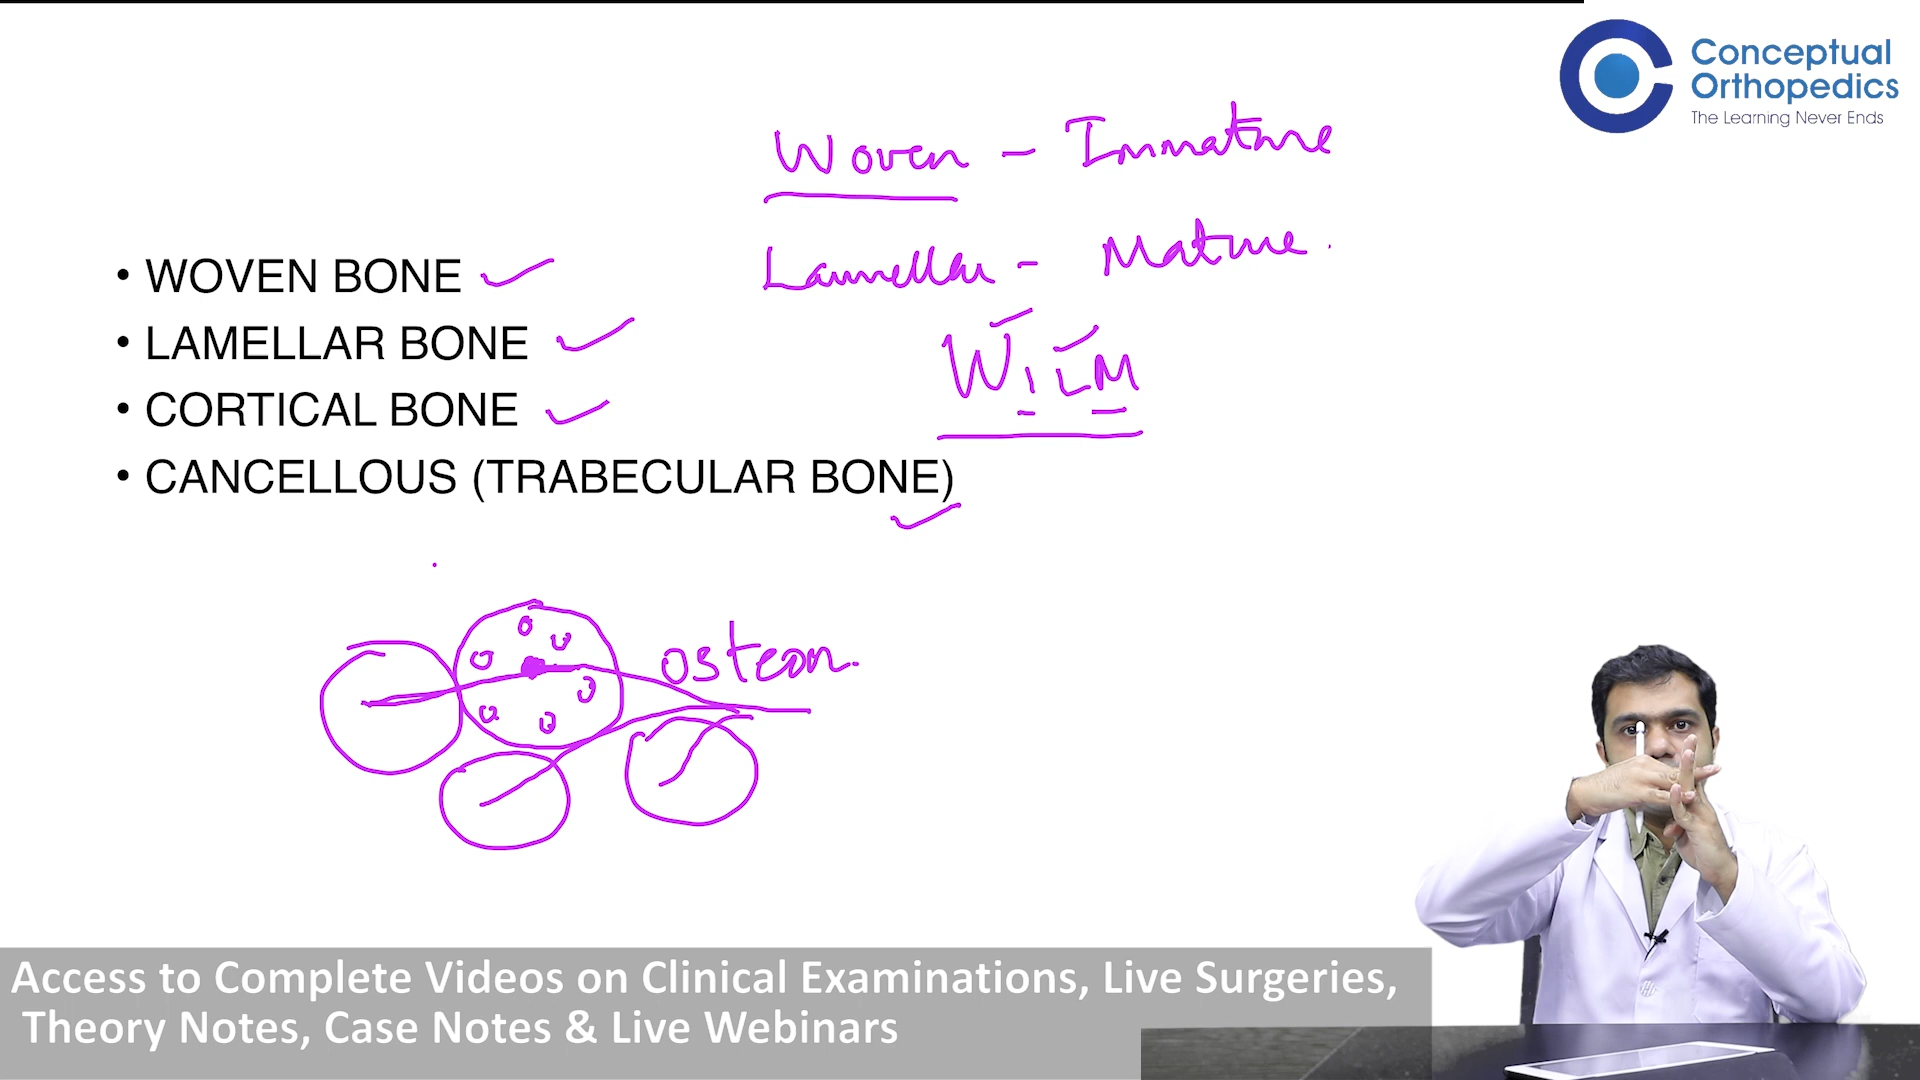 Conceptual
Orthopedics
The Learning Never Ends
Woven - Immature
Lamellar - Mature.
WILM
• WOVEN BONE
• LAMELLAR BONE
• CORTICAL BONE
• CANCELLOUS (TRABECULAR BONE)
osteon.
Access to Complete Videos on Clinical Examinations, Live Surgeries,
Theory Notes, Case Notes & Live Webinars